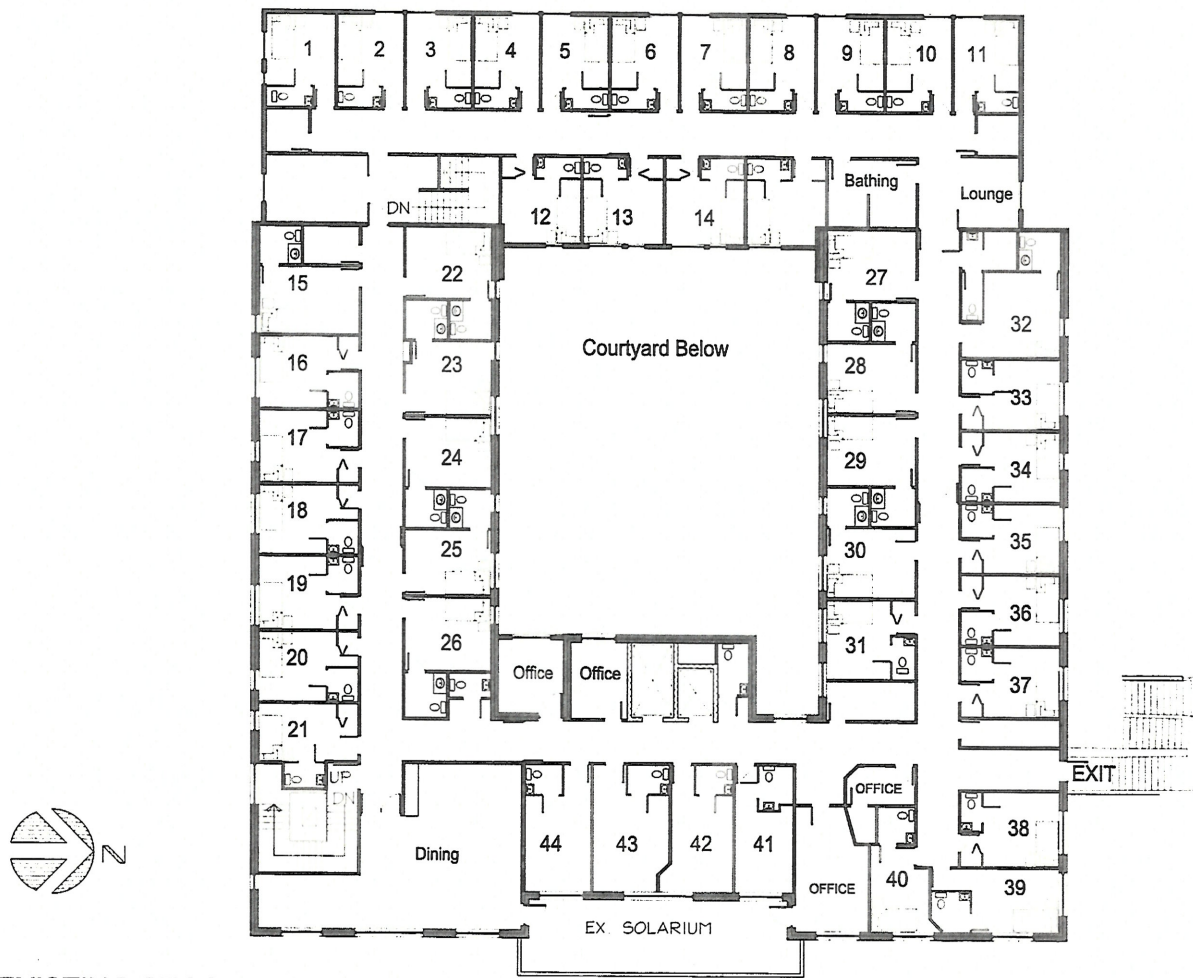 1 2 3 4 5 6 7 8 9 10 11
Bathing
Lounge
12 13 14
DN
15 22 27 32
16 23 28 33
Courtyard Below
17 24 29 34
18 25 30 35
19 26 31 36
20 37
Office Office
21
UP
DN
EXIT
OFFICE
38
Dining
44 43 42 41
40 39
OFFICE
EX. SOLARIUM
N